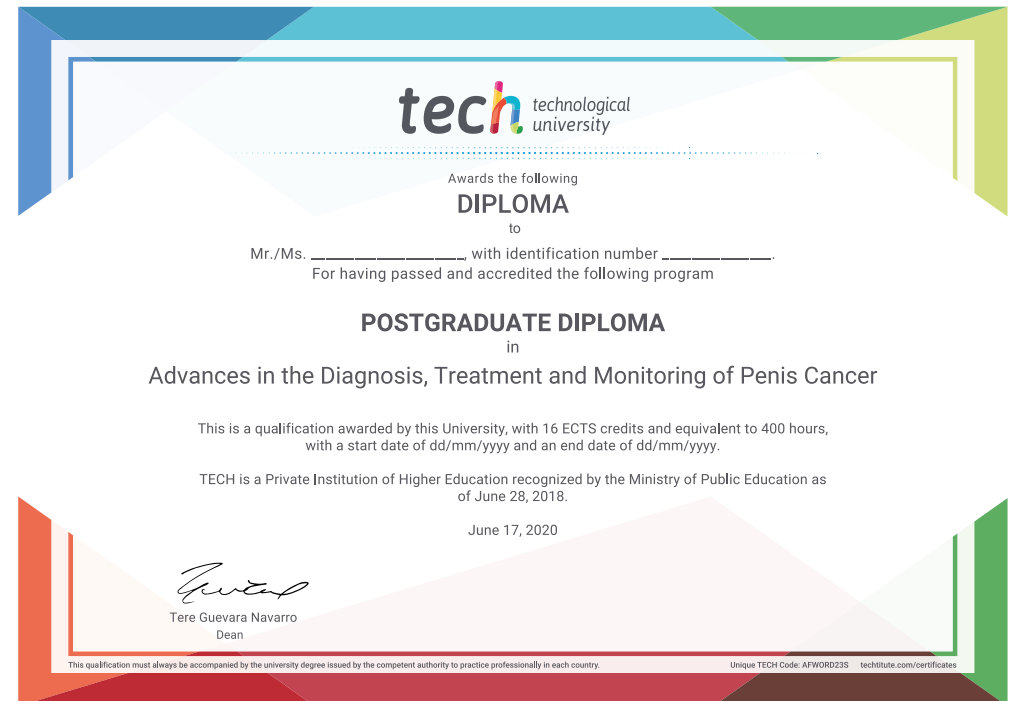 tech technological
university
Awards the following
DIPLOMA
to
Mr./Ms. ______________, with identification number __________.
For having passed and accredited the following program
POSTGRADUATE DIPLOMA
in
Advances in the Diagnosis, Treatment and Monitoring of Penis Cancer
This is a qualification awarded by this University, with 16 ECTS credits and equivalent to 400 hours,
with a start date of dd/mm/yyyy and an end date of dd/mm/yyyy.
TECH is a Private Institution of Higher Education recognized by the Ministry of Public Education as
of June 28, 2018.
June 17, 2020
Tere Guevara Navarro
Dean
This qualification must always be accompanied by the university degree issued by the competent authority to practice professionally in each country.
Unique TECH Code: AFWORD23S techtitute.com/certificates